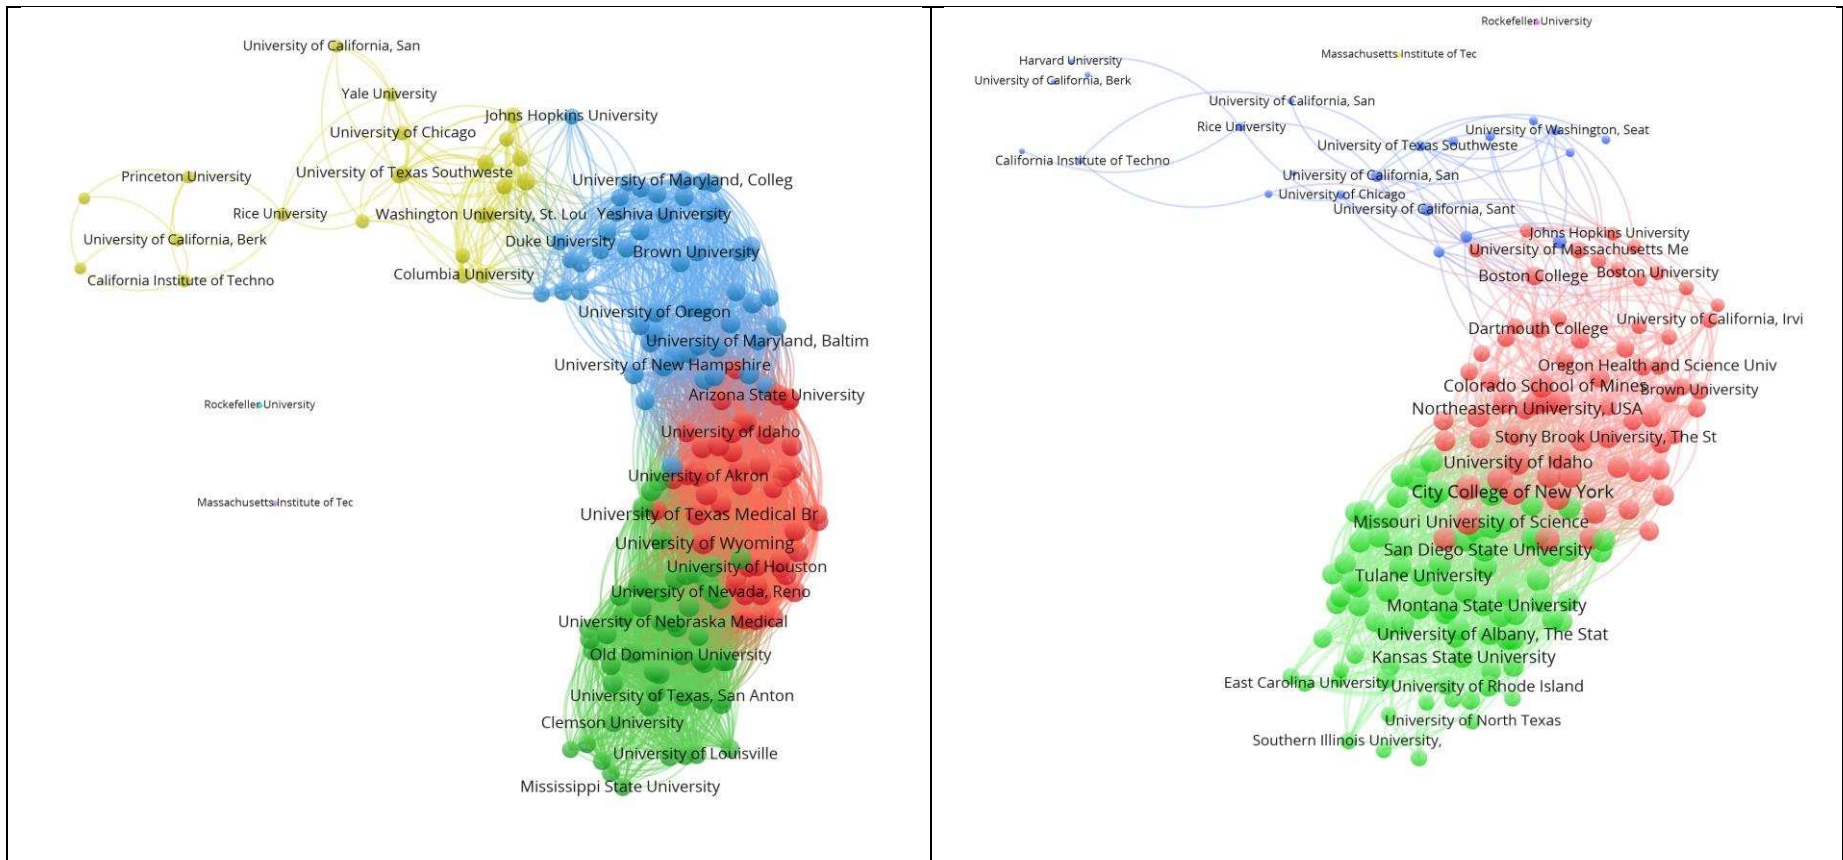 University of California, San
Yale University
Johns Hopkins University
University of Chicago
University of Texas Southweste
Princeton University
University of Maryland, Colleg
Rice University
Washington University, St. Lou
Yeshiva University
University of California, Berk
Duke University
Brown University
California Institute of Techno
Columbia University
University of Oregon
University of Maryland, Baltim
University of New Hampshire
Arizona State University
Rockefeller University
University of Idaho
University of Akron
Massachusetts Institute of Tec
University of Texas Medical Br
University of Wyoming
University of Houston
University of Nevada, Reno
University of Nebraska Medical
Old Dominion University
University of Texas, San Anton
Clemson University
University of Louisville
Mississippi State University
Rockefeller University
Massachusetts Institute of Tec
Harvard University
University of California, Berk
University of California, San
Rice University
University of Washington, Seat
University of Texas Southweste
California Institute of Techno
University of California, San
University of Chicago
University of California, Sant
Johns Hopkins University
University of Massachusetts Me
Boston College
Boston University
University of California, Irvi
Dartmouth College
Oregon Health and Science Univ
Colorado School of Mines
Brown University
Northeastern University, USA
Stony Brook University, The St
University of Idaho
City College of New York
Missouri University of Science
San Diego State University
Tulane University
Montana State University
University of Albany, The Stat
Kansas State University
East Carolina University
University of Rhode Island
University of North Texas
Southern Illinois University,